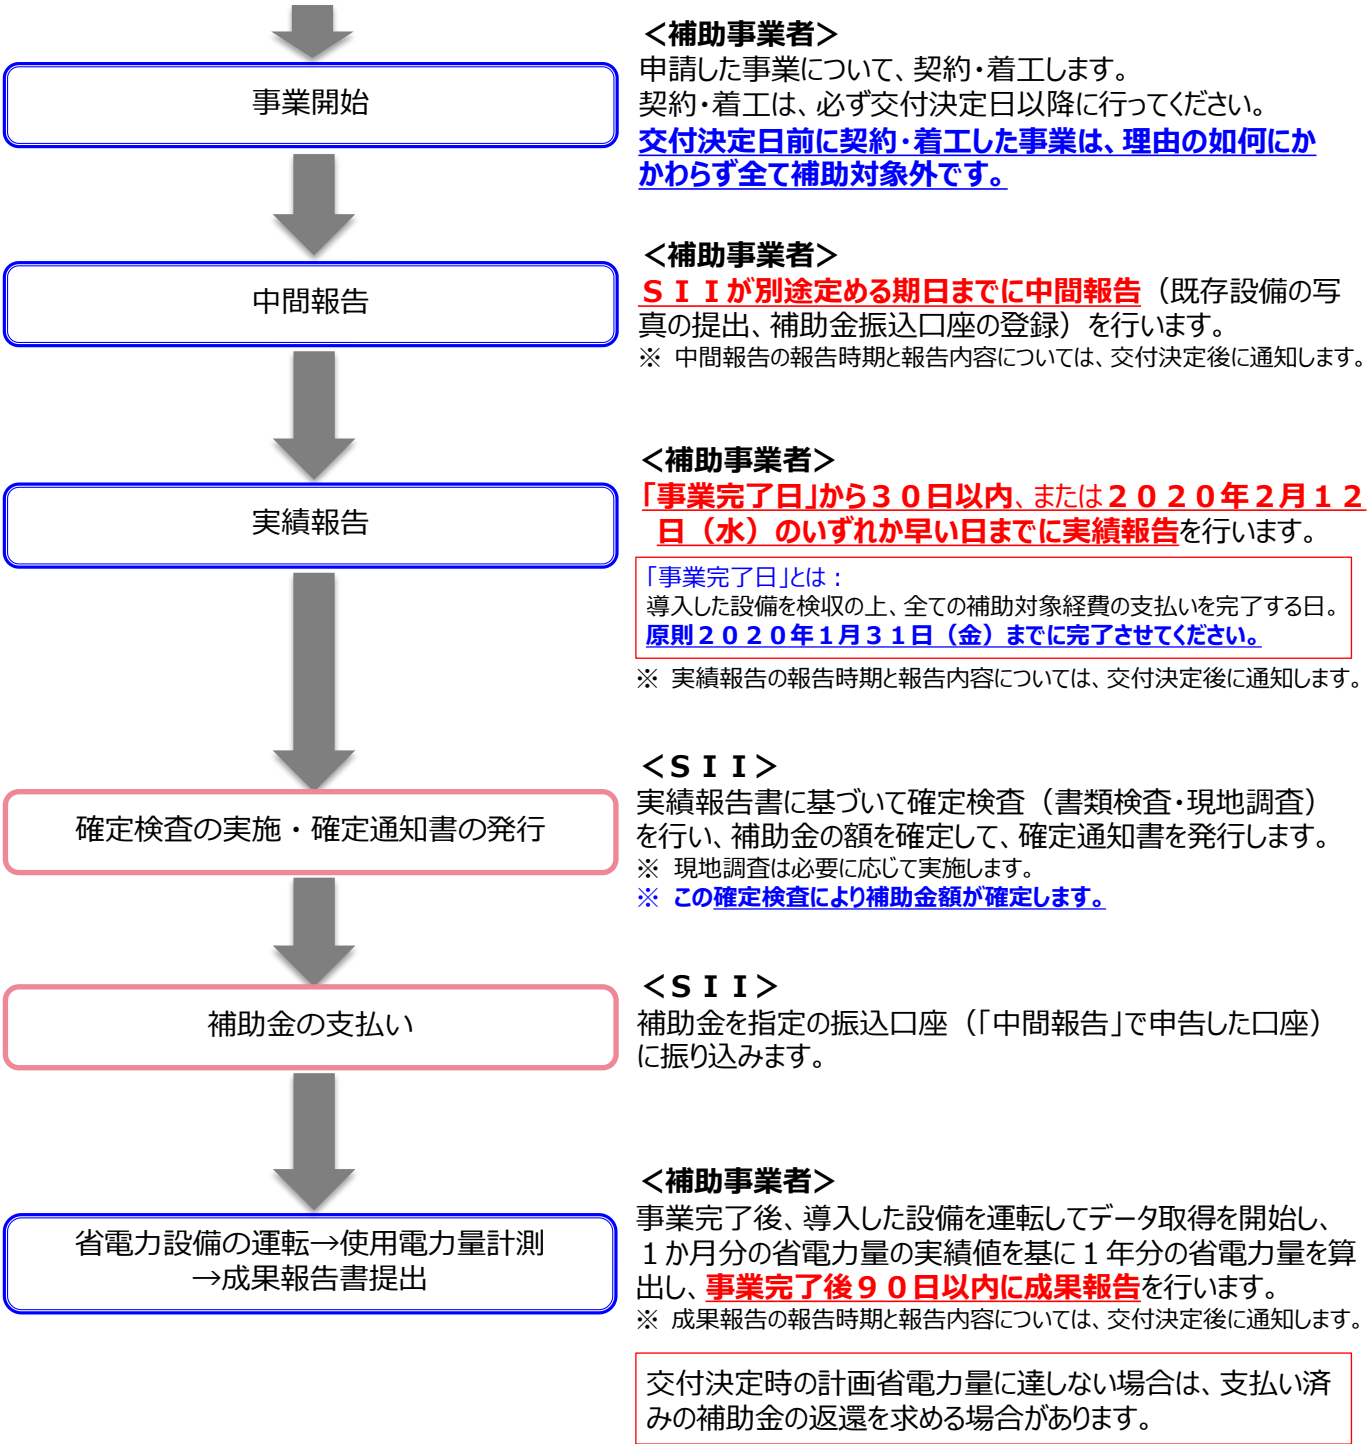 <補助事業者>
申請した事業について、契約・着工します。
事業開始
契約・着工は、必ず交付決定日以降に行ってください。
交付決定日前に契約・着工した事業は、理由の如何にか
かわらず全て補助対象外です。
<補助事業者>
中間報告
SIIが別途定める期日までに中間報告（既存設備の写
真の提出、補助金振込口座の登録）を行います。
※ 中間報告の報告時期と報告内容については、交付決定後に通知します。
<補助事業者>
実績報告
「事業完了日」から30日以内、または2020年2月12
日（水）のいずれか早い日までに実績報告を行います。
「事業完了日」とは：
導入した設備を検収の上、全ての補助対象経費の支払いを完了する日。
原則2020年1月31日（金）までに完了させてください。
※ 実績報告の報告時期と報告内容については、交付決定後に通知します。
<SII>
確定検査の実施・確定通知書の発行
実績報告書に基づいて確定検査（書類検査・現地調査）
を行い、補助金の額を確定して、確定通知書を発行します。
※ 現地調査は必要に応じて実施します。
※ この確定検査により補助金額が確定します。
<SII>
補助金の支払い
補助金を指定の振込口座（「中間報告」で申告した口座）
に振り込みます。
<補助事業者>
省電力設備の運転→使用電力量計測
→成果報告書提出
事業完了後、導入した設備を運転してデータ取得を開始し、
１か月分の省電力量の実績値を基に１年分の省電力量を算
出し、事業完了後９０日以内に成果報告を行います。
※ 成果報告の報告時期と報告内容については、交付決定後に通知します。
交付決定時の計画省電力量に達しない場合は、支払い済
みの補助金の返還を求める場合があります。